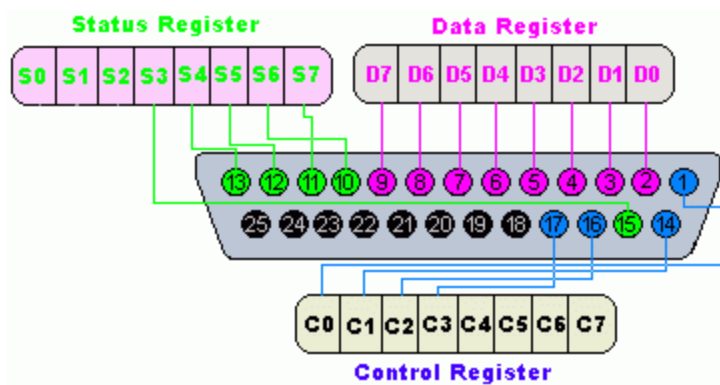 Status Register Data Register
S0 S1 S2 S3 S4 S5 S6 S7 D7 D6 D5 D4 D3 D2 D1 D0
13 12 11 10 9 8 7 6 5 4 3 2 1
25 24 23 22 21 20 19 18 17 16 15 14
C0 C1 C2 C3 C4 C5 C6 C7
Control Register